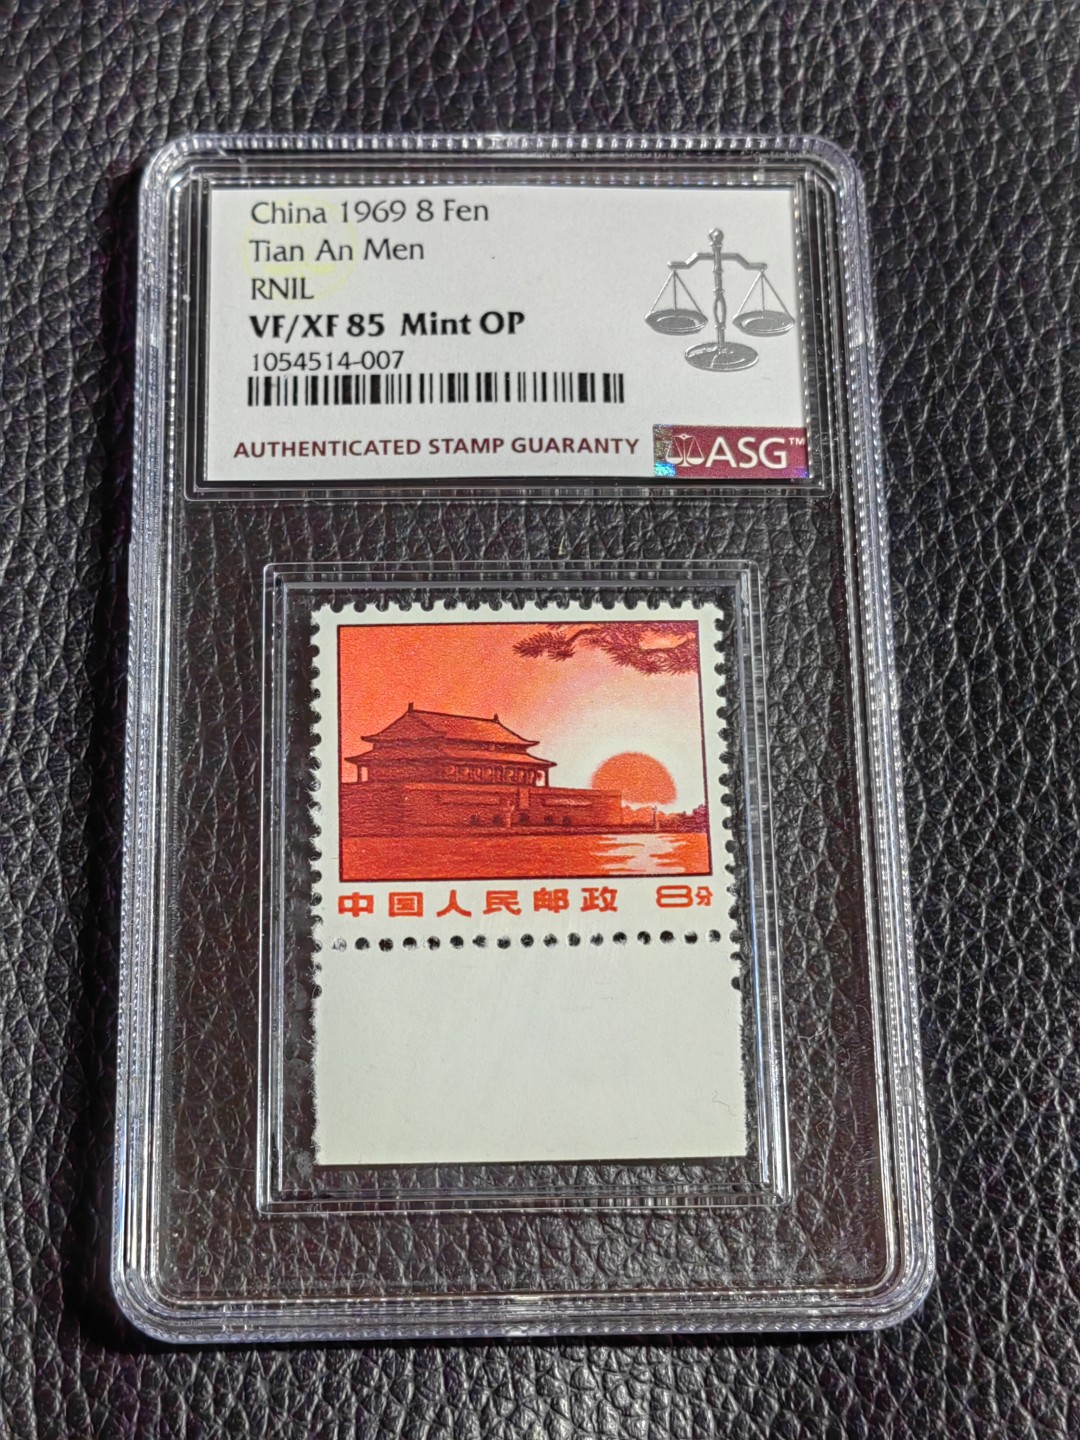 China 1969 8 Fen
Tian An Men
RNIL
VF/XF 85 Mint OP
1054514-007
AUTHENTICATED STAMP GUARANTY
ASG™
中国人民邮政 8分